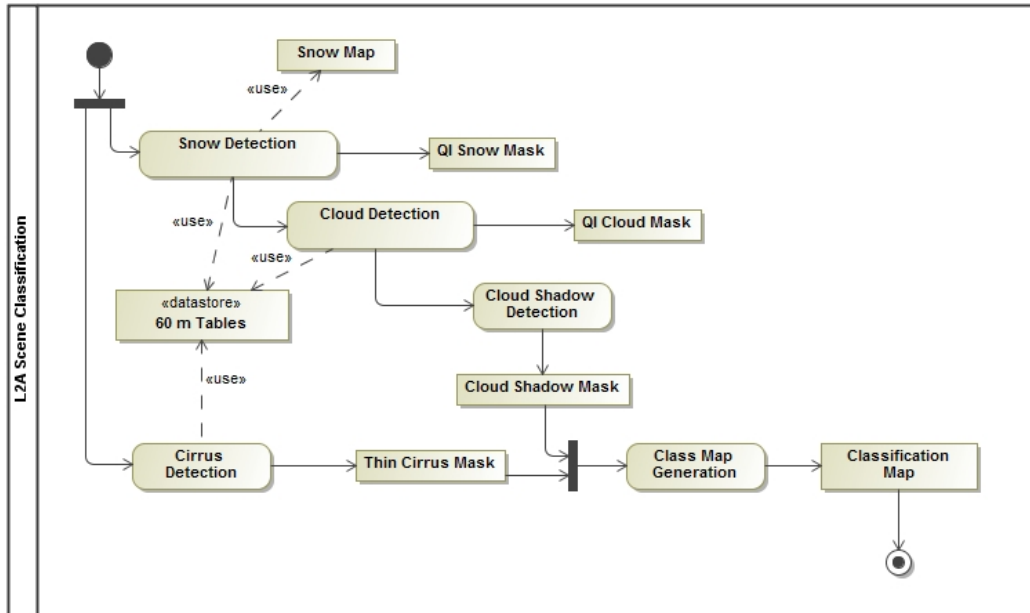 L2A Scene Classification
Snow Map
«use»
Snow Detection
QI Snow Mask
Cloud Detection
QI Cloud Mask
«use»
«use»
«datastore»
60 m Tables
Cloud Shadow
Detection
«use»
Cloud Shadow Mask
Cirrus
Detection
Thin Cirrus Mask
Class Map
Generation
Classification
Map